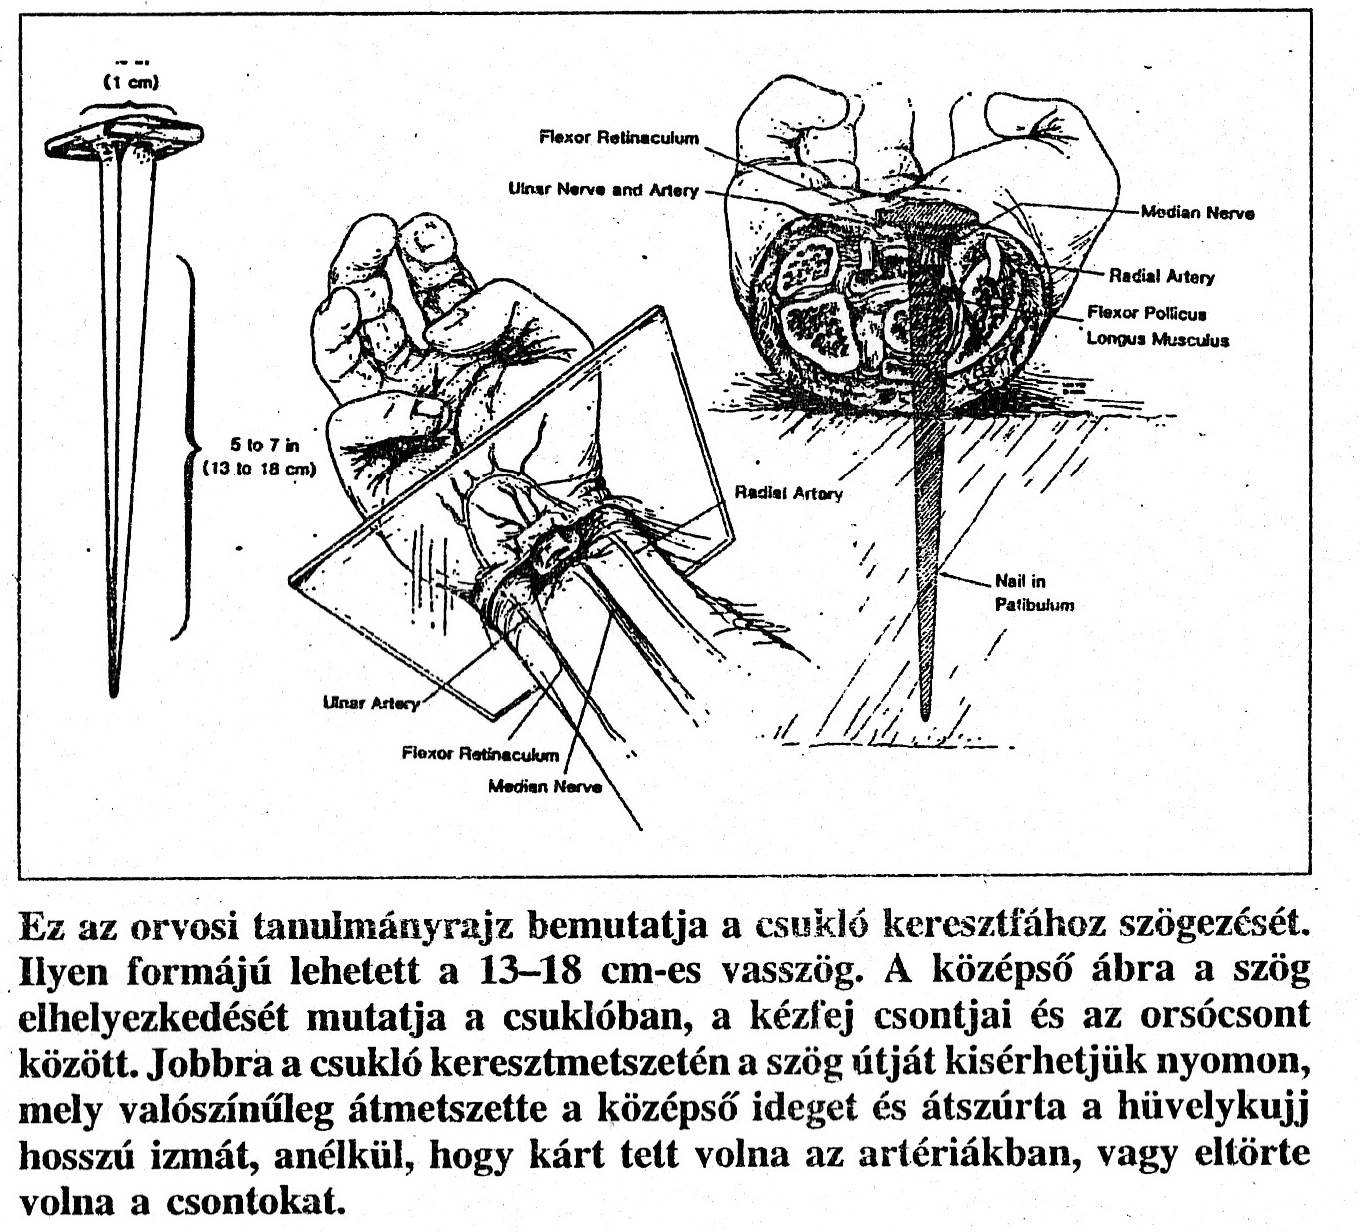 (1 cm)
5 to 7 in
(13 to 18 cm)
Flexor Retinaculum
Ulnar Nerve and Artery
Median Nerve
Radial Artery
Flexor Pollicus
Longus Musculus
Radial Artery
Nail in
Patibulum
Ulnar Artery
Flexor Retinaculum
Median Nerve
Ez az orvosi tanulmányrajz bemutatja a csukló keresztfához szögezését.
Ilyen formájú lehetett a 13–18 cm-es vasszög. A középső ábra a szög
elhelyezkedését mutatja a csuklóban, a kézfej csontjai és az orsócsont
között. Jobbra a csukló keresztmetszetén a szög útját kisérhetjük nyomon,
mely valószínűleg átmetszette a középső ideget és átszúrta a hüvelykujj
hosszú izmát, anélkül, hogy kárt tett volna az artériákban, vagy eltörte
volna a csontokat.